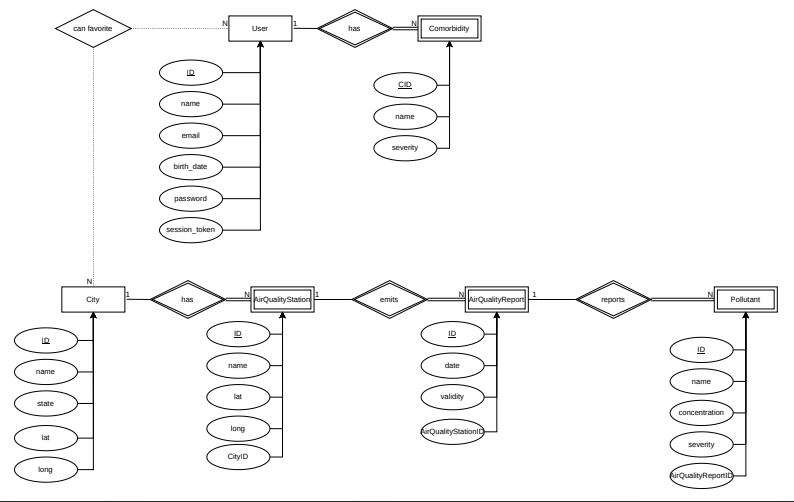 can favorite
N
User
1
has
N
Comorbidity
ID
name
email
birth_date
password
session_token
CID
name
severity
N
City
1
has
N
AirQualityStation
1
emits
N
AirQualityReport
1
reports
N
Pollutant
ID
name
state
lat
long
ID
name
lat
long
CityID
ID
date
validity
AirQualityStationID
ID
name
concentration
severity
AirQualityReportID